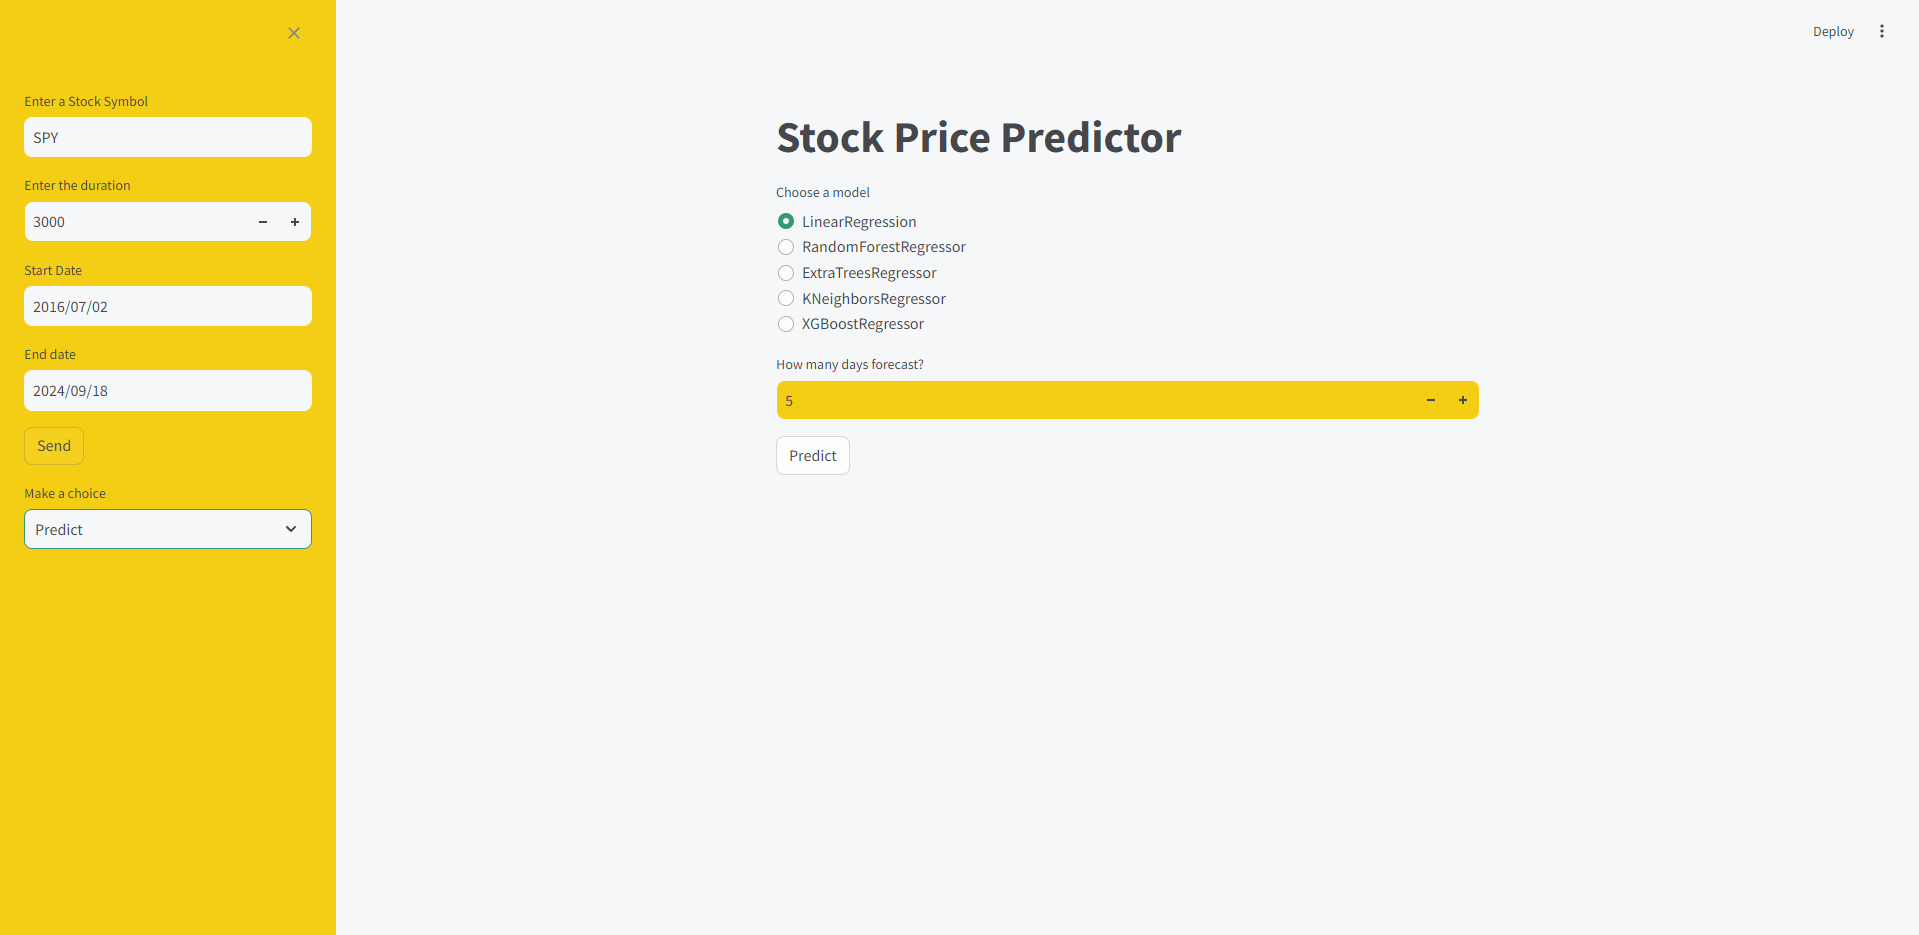 Enter a Stock Symbol
SPY
Enter the duration
3000
Start Date
2016/07/02
End date
2024/09/18
Send
Make a choice
Predict
Deploy
Stock Price Predictor
Choose a model
LinearRegression
RandomForestRegressor
ExtraTreesRegressor
KNeighborsRegressor
XGBoostRegressor
How many days forecast?
5
Predict